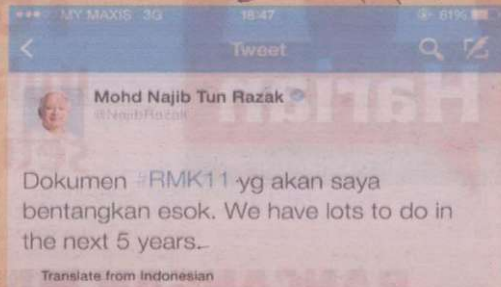 MY MAXIS 3G 18:47 81%
Tweet
Mohd Najib Tun Razak
Dokumen #RMK11 yg akan saya
bentangkan esok. We have lots to do in
the next 5 years..
Translate from Indonesian